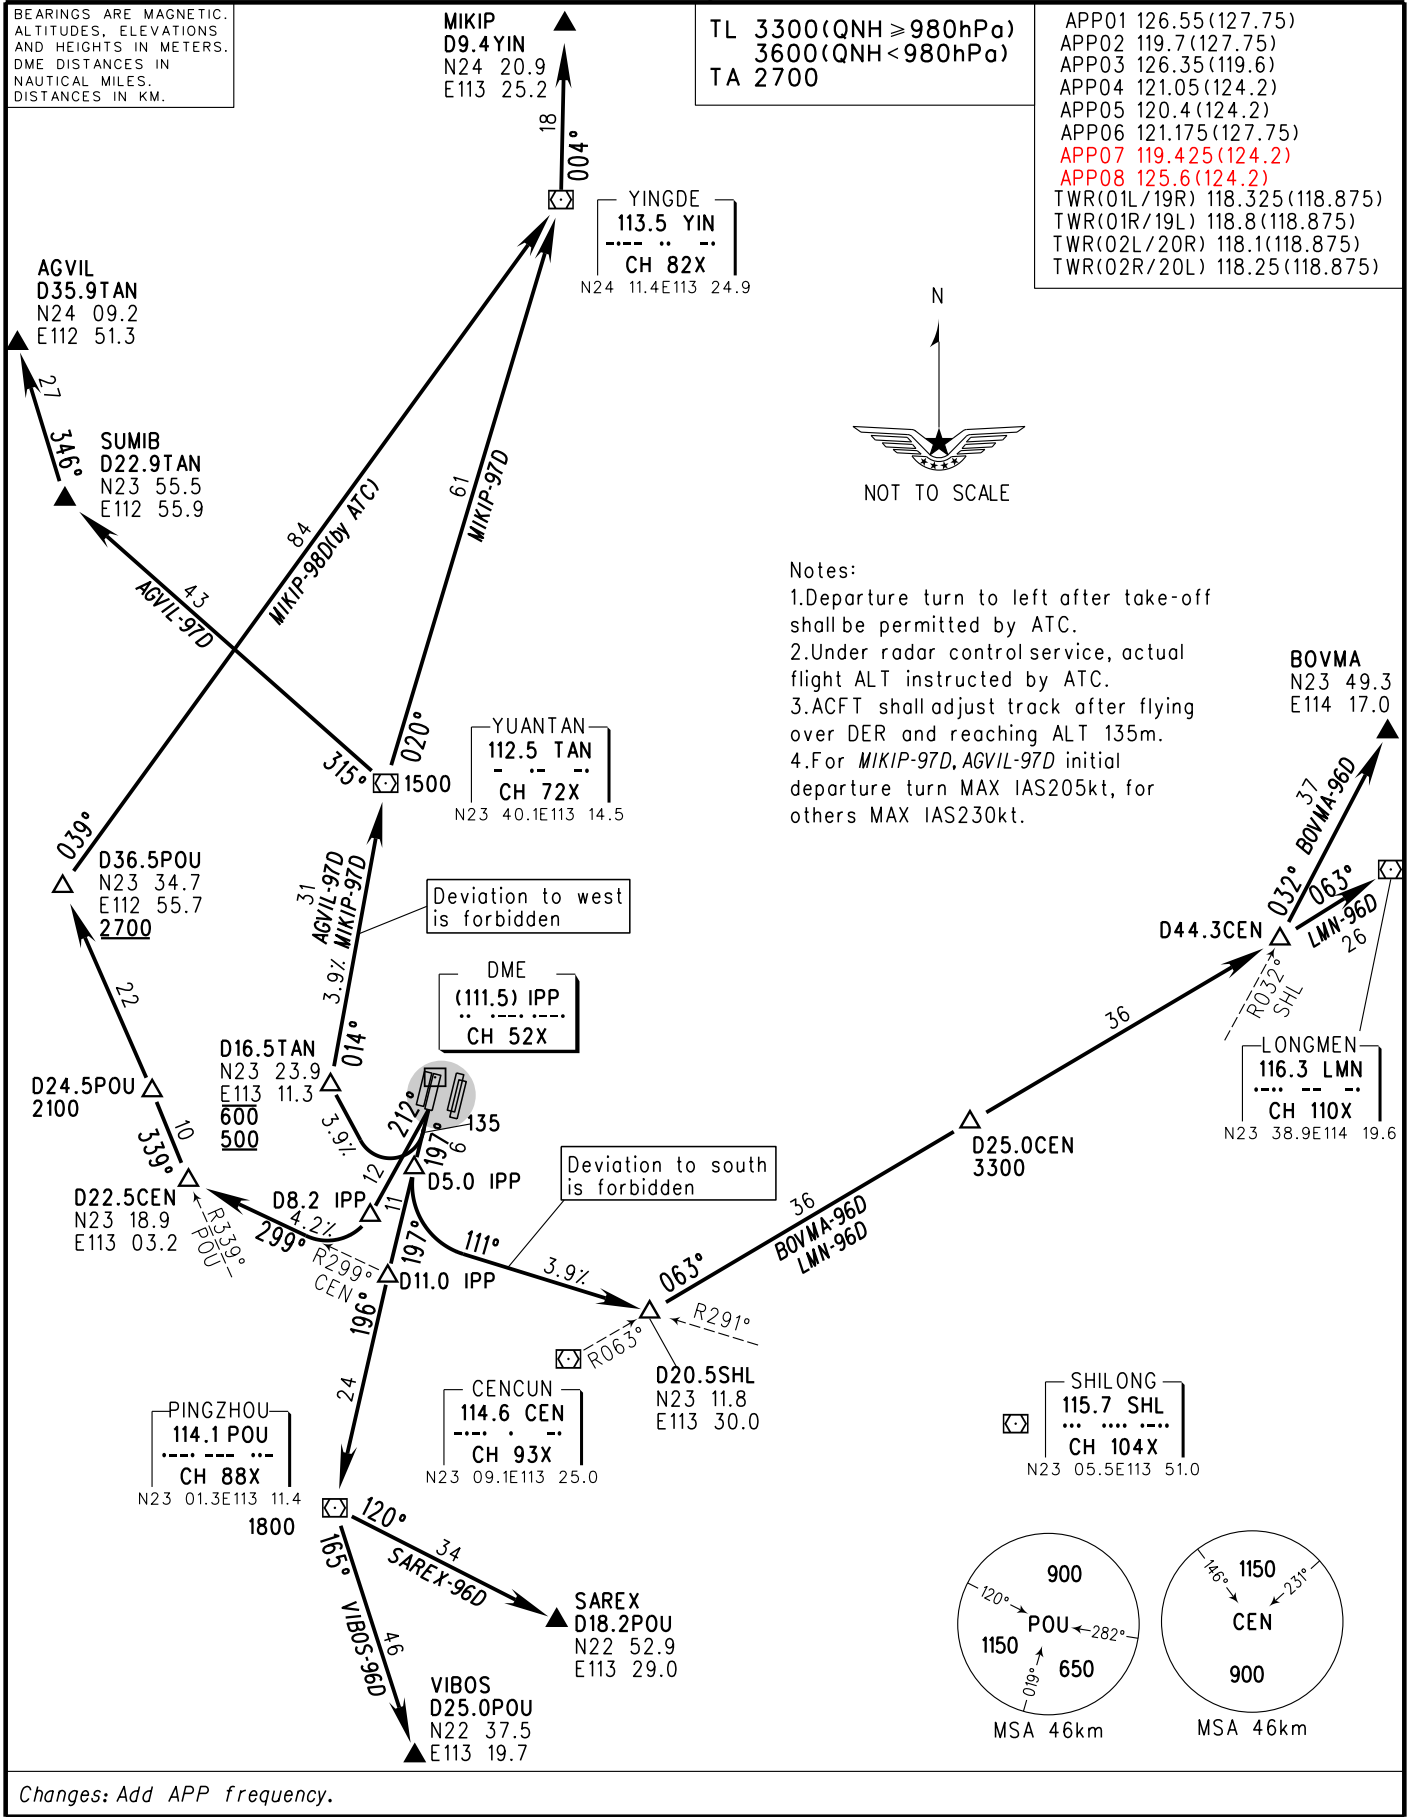 BEARINGS ARE MAGNETIC.
ALTITUDES, ELEVATIONS
AND HEIGHTS IN METERS.
DME DISTANCES IN
NAUTICAL MILES.
DISTANCES IN KM.
MIKIP
D9.4YIN
N24 20.9
E113 25.2
TL 3300(QNH≥980hPa)
3600(QNH<980hPa)
TA 2700
APP01 126.55(127.75)
APP02 119.7(127.75)
APP03 126.35(119.6)
APP04 121.05(124.2)
APP05 120.4(124.2)
APP06 121.175(127.75)
APP07 119.425(124.2)
APP08 125.6(124.2)
TWR(01L/19R) 118.325(118.875)
TWR(01R/19L) 118.8(118.875)
TWR(02L/20R) 118.1(118.875)
TWR(02R/20L) 118.25(118.875)
18
004°
YINGDE
113.5 YIN
CH 82X
N24 11.4E113 24.9
AGVIL
D35.9TAN
N24 09.2
E112 51.3
27
346°
SUMIB
D22.9TAN
N23 55.5
E112 55.9
N
NOT TO SCALE
84
MIKIP-98D(by ATC)
61
MIKIP-97D
43
AGVIL-97D
Notes:
1.Departure turn to left after take-off
shall be permitted by ATC.
2.Under radar control service, actual
flight ALT instructed by ATC.
3.ACFT shall adjust track after flying
over DER and reaching ALT 135m.
4.For MIKIP-97D, AGVIL-97D initial
departure turn MAX IAS205kt, for
others MAX IAS230kt.
BOVMA
N23 49.3
E114 17.0
315°
020°
1500
YUANTAN
112.5 TAN
CH 72X
N23 40.1E113 14.5
039°
D36.5POU
N23 34.7
E112 55.7
2700
31
AGVIL-97D
MIKIP-97D
3.9%
014°
Deviation to west
is forbidden
37
BOVMA-96D
032°
063°
LMN-96D
26
D44.3CEN
R032°
SHL
DME
(111.5) IPP
CH 52X
22
36
LONGMEN
116.3 LMN
CH 110X
N23 38.9E114 19.6
D16.5TAN
N23 23.9
E113 11.3
600
500
D24.5POU
2100
10
339°
3.9%
212°
135
197°
6
D25.0CEN
3300
Deviation to south
is forbidden
12
D5.0 IPP
D22.5CEN
N23 18.9
E113 03.2
D8.2 IPP
4.2%
299°
11
197°
R339°
POU
R299°
CEN
D11.0 IPP
111°
3.9%
063°
36
BOVMA-96D
LMN-96D
196°
24
R063°
R291°
D20.5SHL
N23 11.8
E113 30.0
PINGZHOU
114.1 POU
CH 88X
N23 01.3E113 11.4
CENCUN
114.6 CEN
CH 93X
N23 09.1E113 25.0
SHILONG
115.7 SHL
CH 104X
N23 05.5E113 51.0
1800
120°
34
SAREX-96D
165°
46
VIBOS-96D
SAREX
D18.2POU
N22 52.9
E113 29.0
VIBOS
D25.0POU
N22 37.5
E113 19.7
900
120°
POU
282°
1150
650
019°
MSA 46km
1150
146°
231°
CEN
900
MSA 46km
Changes: Add APP frequency.